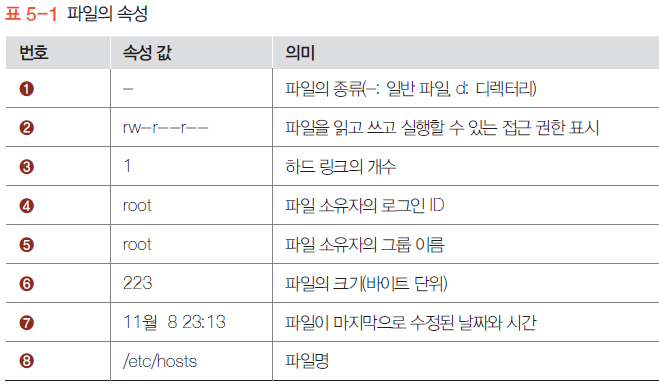 표 5-1 파일의 속성
번호 속성 값 의미
❶ - 파일의 종류(-: 일반 파일, d: 디렉터리)
❷ rw-r--r-- 파일을 읽고 쓰고 실행할 수 있는 접근 권한 표시
❸ 1 하드 링크의 개수
❹ root 파일 소유자의 로그인 ID
❺ root 파일 소유자의 그룹 이름
❻ 223 파일의 크기(바이트 단위)
❼ 11월 8 23:13 파일이 마지막으로 수정된 날짜와 시간
❽ /etc/hosts 파일명